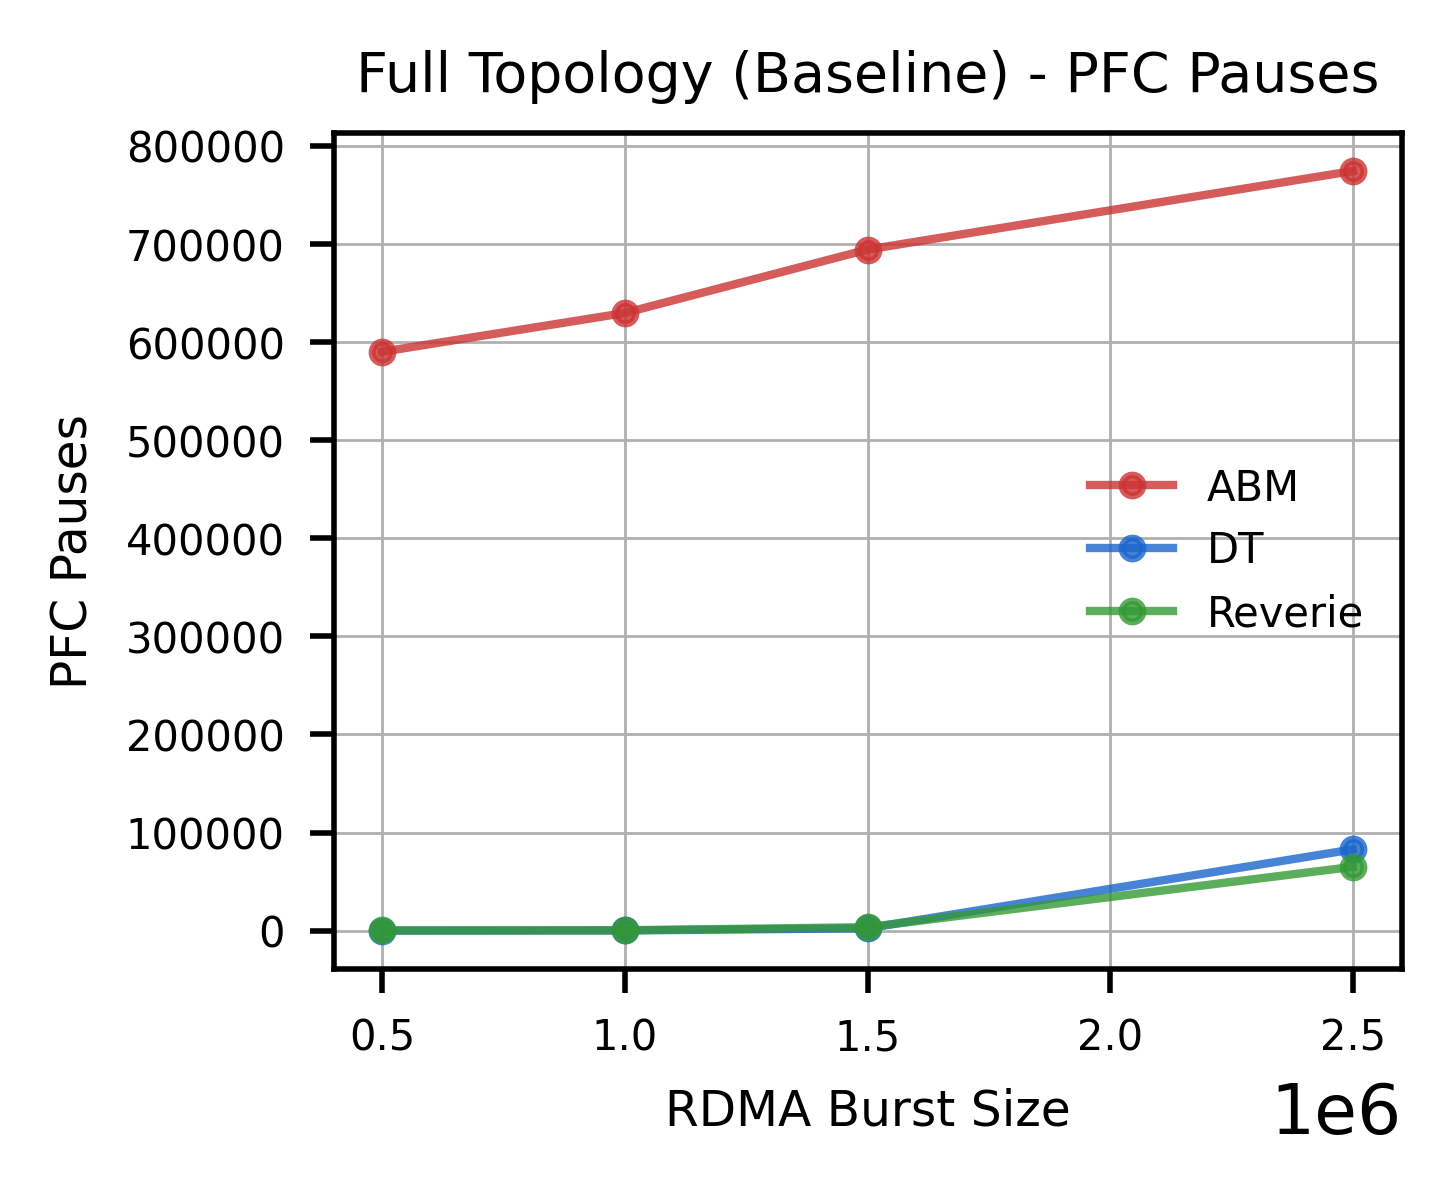 Full Topology (Baseline) - PFC Pauses
800000
700000
600000
500000
400000
300000
200000
100000
0
PFC Pauses
ABM
DT
Reverie
0.5 1.0 1.5 2.0 2.5
RDMA Burst Size
1e6